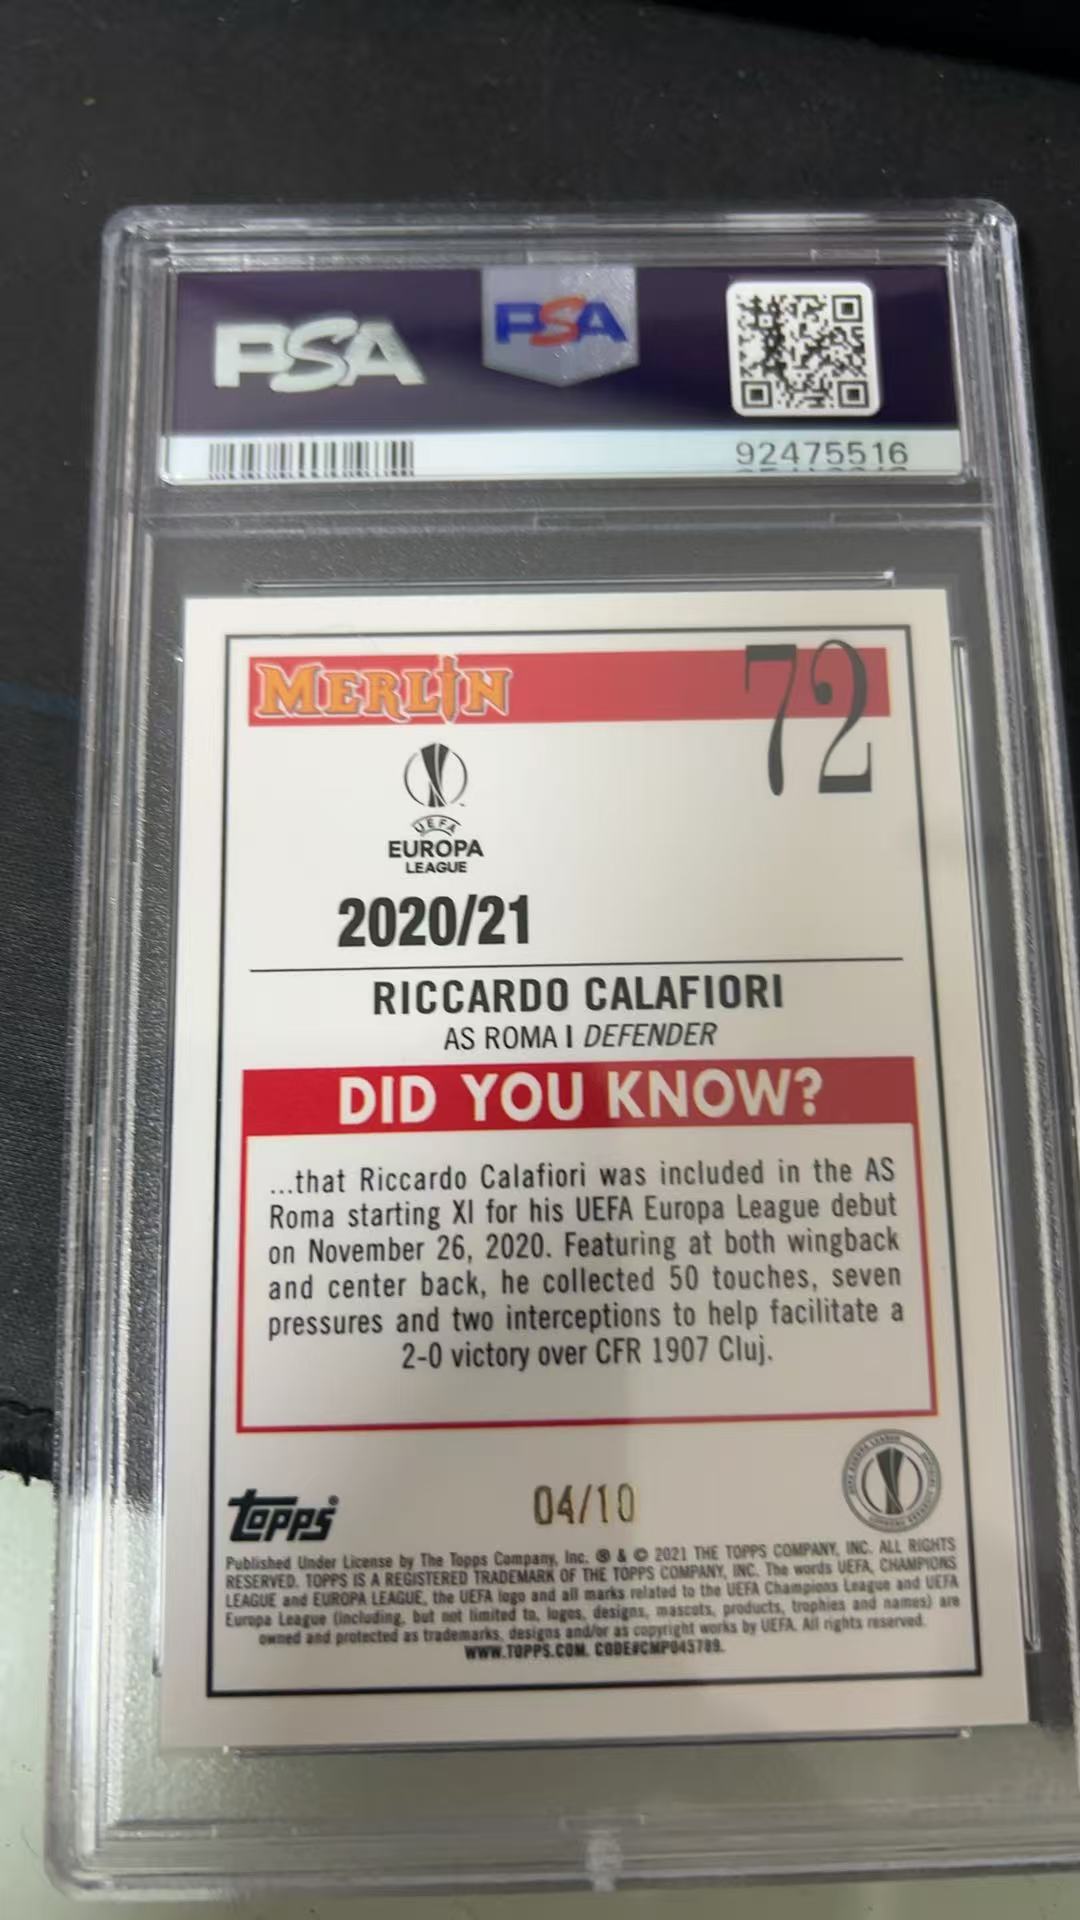 PSA
PSA
92475516
MERLIN
72
UEFA
EUROPA
LEAGUE
2020/21
RICCARDO CALAFIORI
AS ROMA | DEFENDER
DID YOU KNOW?
...that Riccardo Calafiori was included in the AS
Roma starting XI for his UEFA Europa League debut
on November 26, 2020. Featuring at both wingback
and center back, he collected 50 touches, seven
pressures and two interceptions to help facilitate a
2-0 victory over CFR 1907 Cluj.
topps®
04/10
Published Under License by The Topps Company, Inc. ® & © 2021 THE TOPPS COMPANY, INC. ALL RIGHTS
RESERVED. TOPPS IS A REGISTERED TRADEMARK OF THE TOPPS COMPANY, INC. The words UEFA, CHAMPIONS
LEAGUE and EUROPA LEAGUE, the UEFA logo and all marks related to the UEFA Champions League and UEFA
Europa League (including, but not limited to, logos, designs, mascots, products, trophies and names) are
owned and protected as trademarks, designs and/or as copyright works by UEFA. All rights reserved.
WWW.TOPPS.COM. CODE#CMP045789.